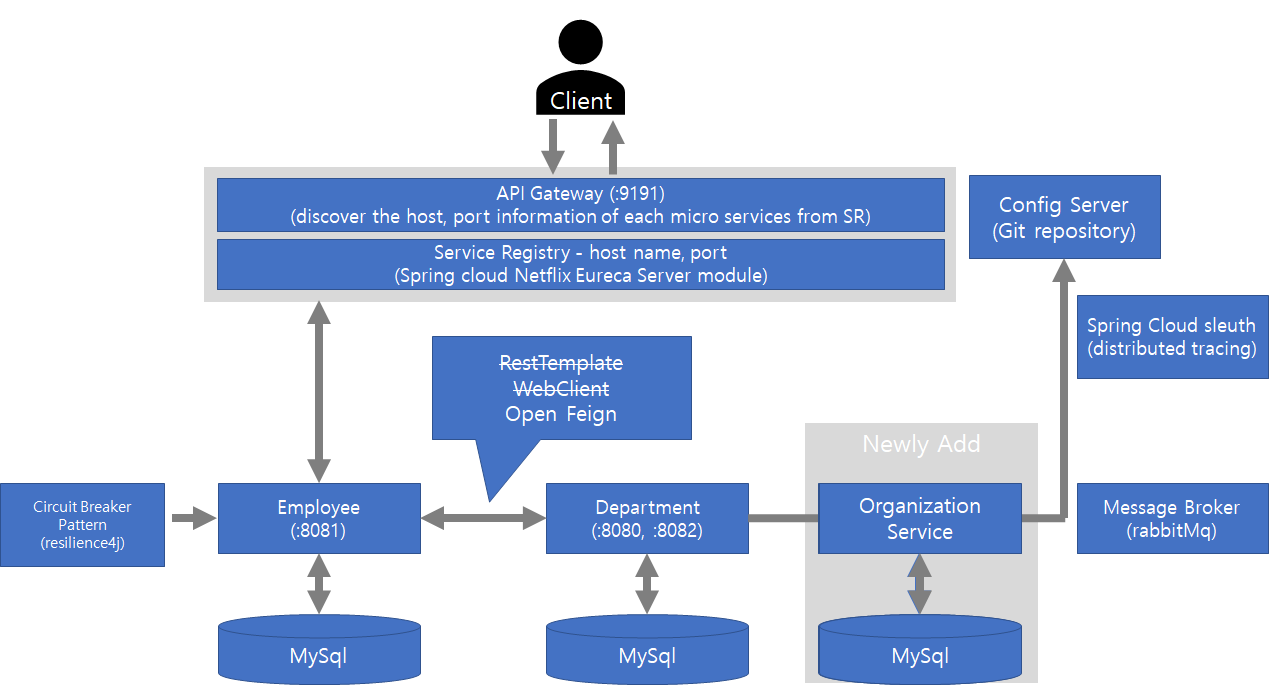 Client
API Gateway (:9191)
(discover the host, port information of each micro services from SR)
Service Registry - host name, port
(Spring cloud Netflix Eureca Server module)
Config Server
(Git repository)
Spring Cloud sleuth
(distributed tracing)
RestTemplate
WebClient
Open Feign
Newly Add
Circuit Breaker
Pattern
(resilience4j)
Employee
(:8081)
Department
(:8080, :8082)
Organization
Service
Message Broker
(rabbitMq)
MySql
MySql
MySql